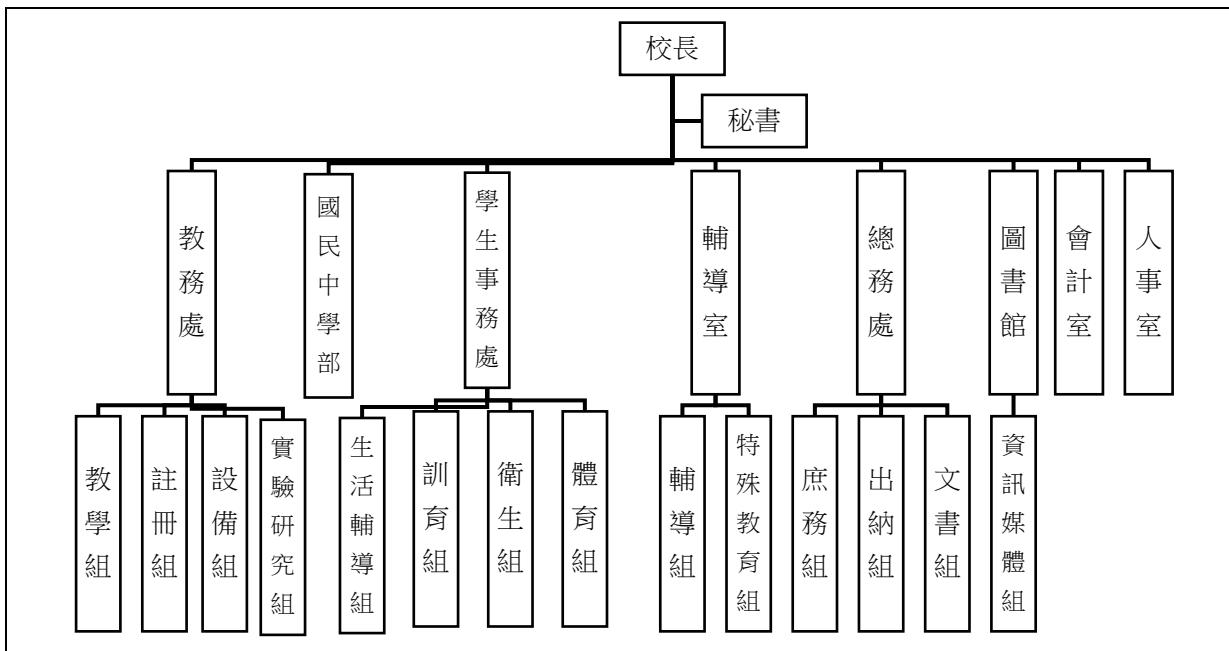 校長
秘書
教務處
國民中學部
學生事務處
輔導室
總務處
圖書館
會計室
人事室
教學組
註冊組
設備組
實驗研究組
生活輔導組
訓育組
衛生組
體育組
輔導組
特殊教育組
庶務組
出納組
文書組
資訊媒體組